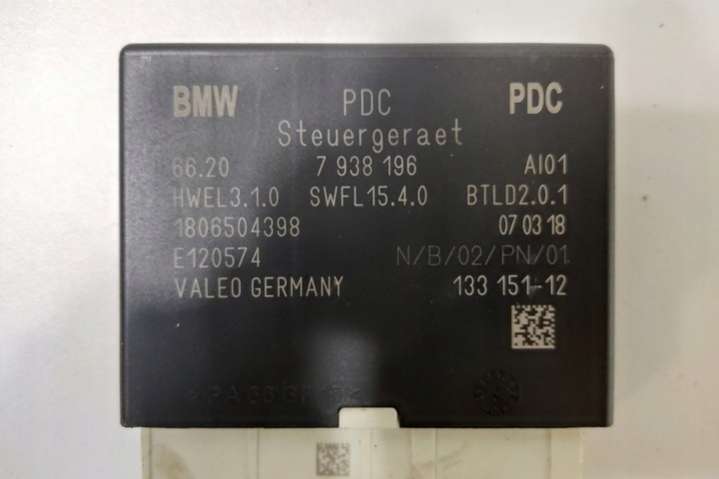 BMW PDC PDC
Steuergeraet
66.20 7 938 196 AI01
HWEL3.1.0 SWFL15.4.0 BTLD2.0.1
1806504398 07 03 18
E120574 N/B/02/PN/01
VALEO GERMANY 133 151-12